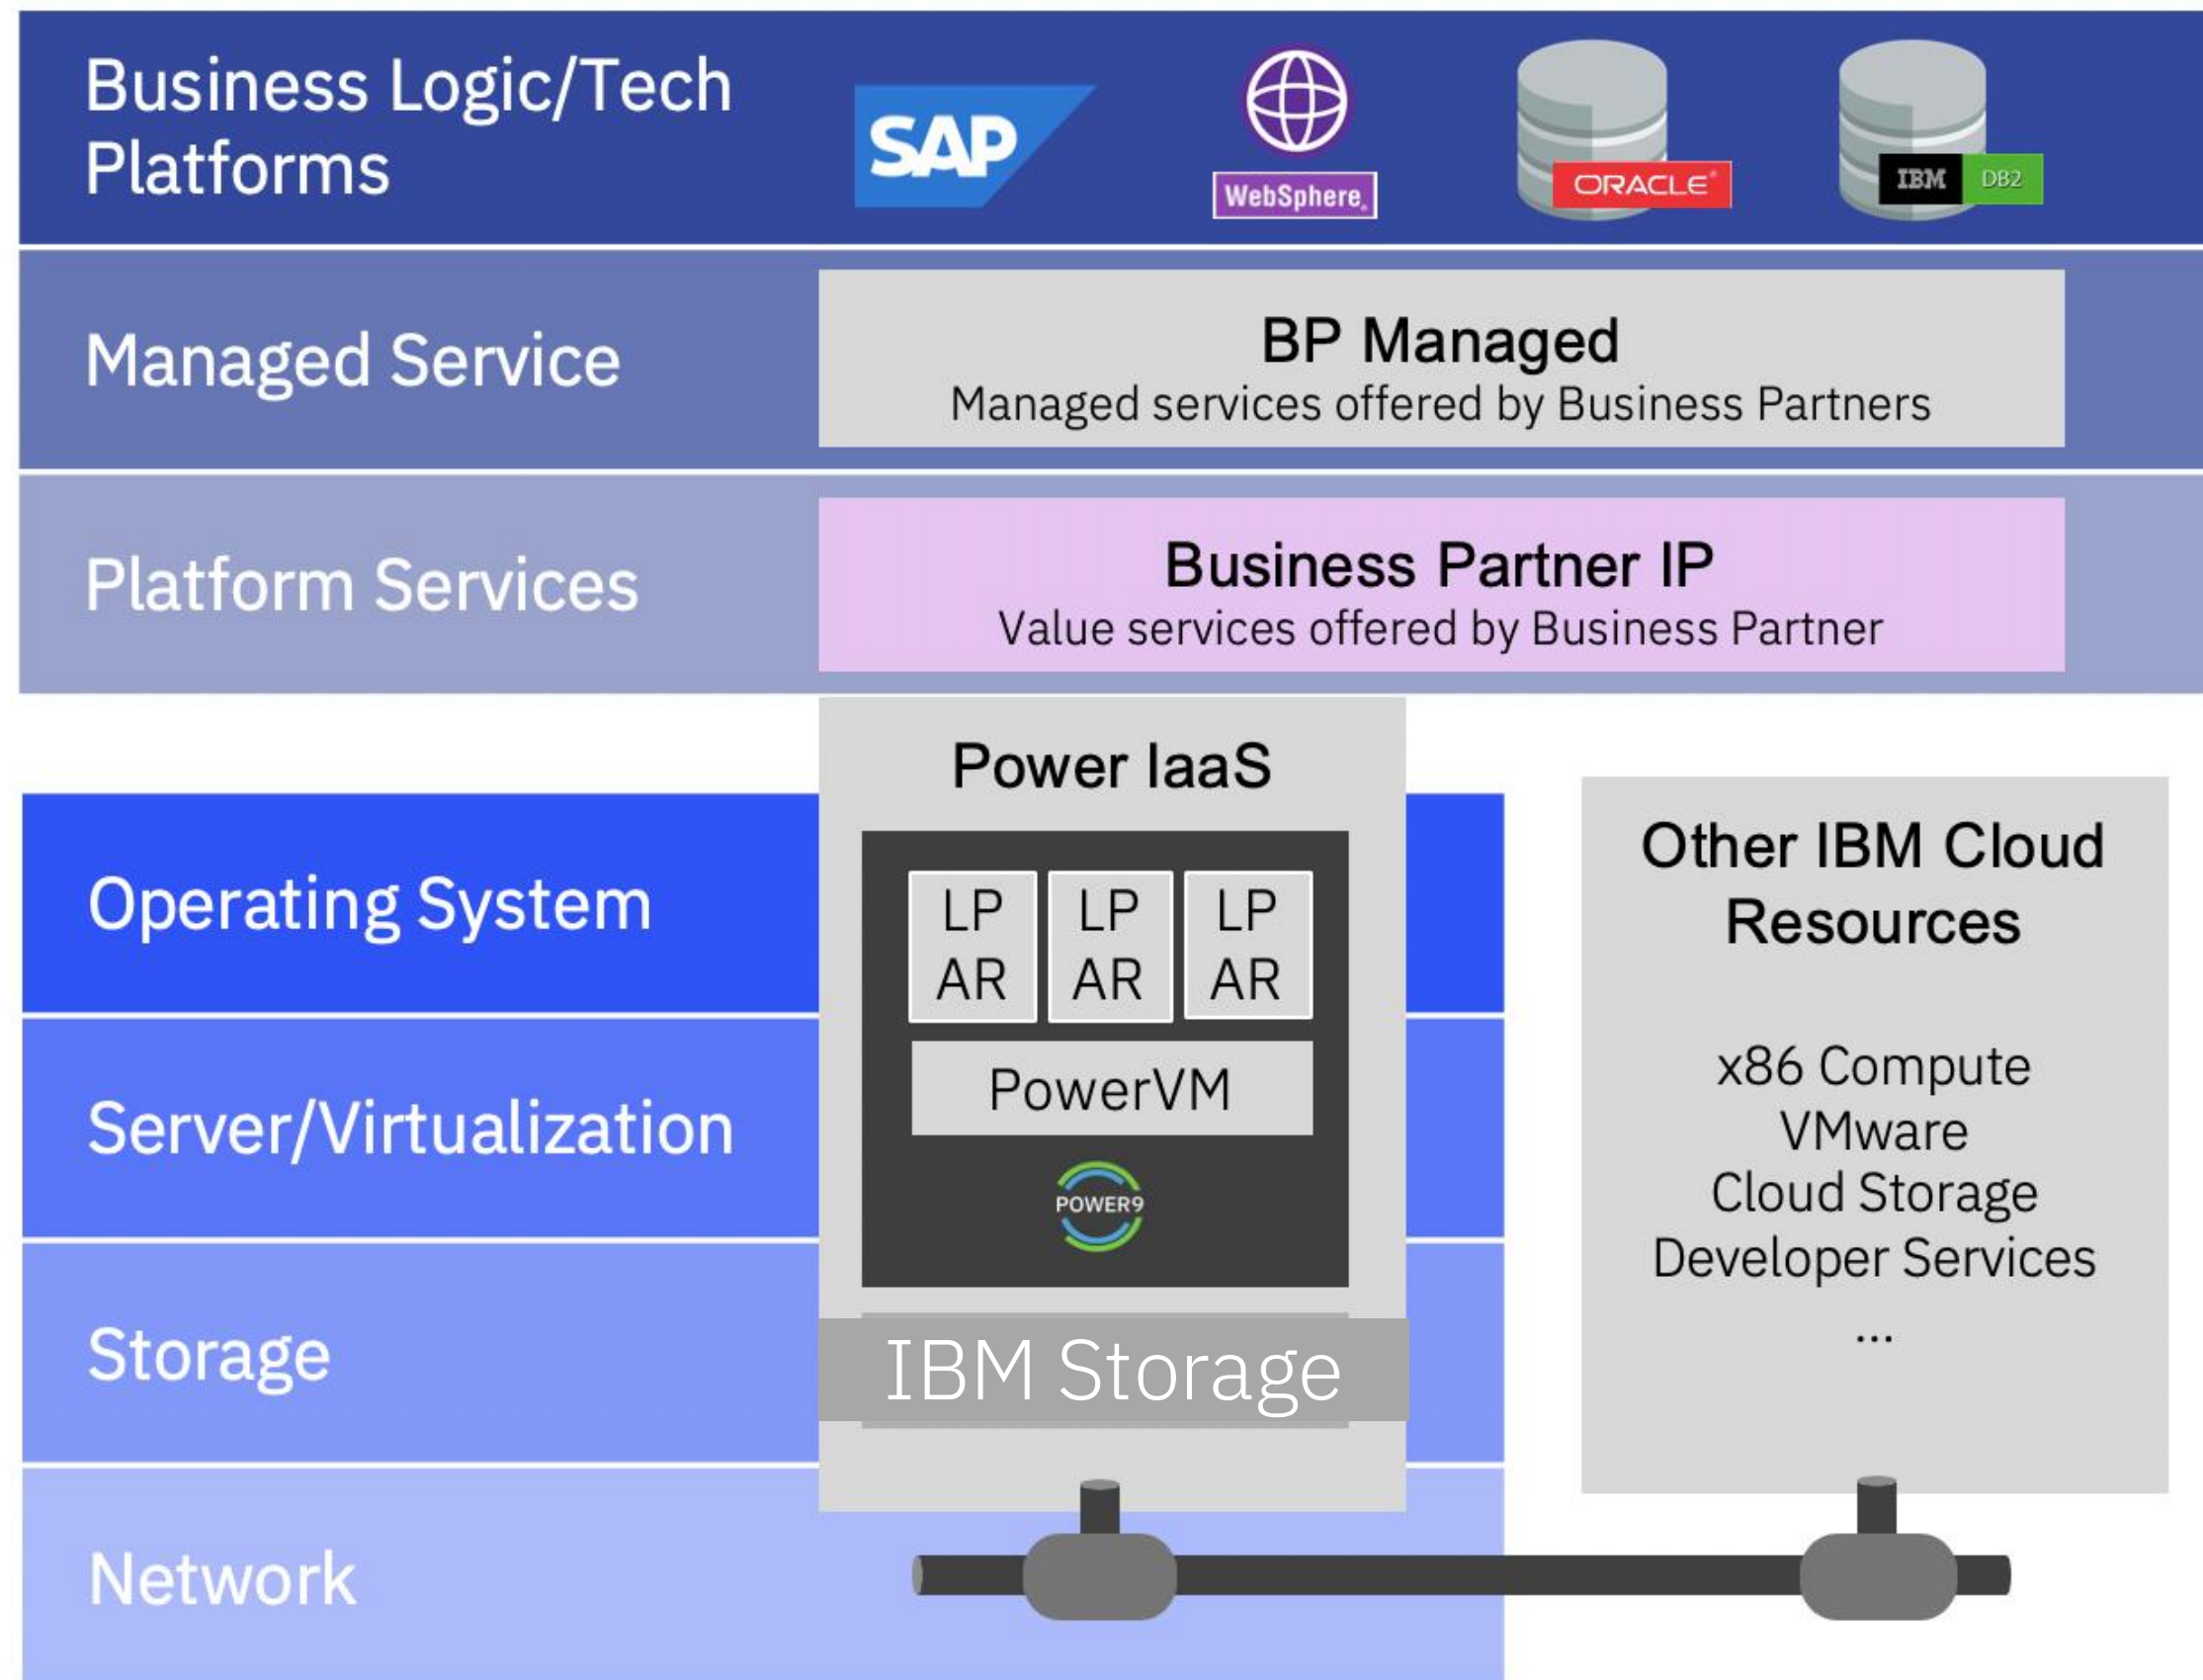 Business Logic/Tech
Platforms
SAP
WebSphere®
ORACLE®
IBM DB2
Managed Service
BP Managed
Managed services offered by Business Partners
Platform Services
Business Partner IP
Value services offered by Business Partner
Power IaaS
Operating System
LP
AR
LP
AR
LP
AR
Server/Virtualization
PowerVM
POWER9
Storage
IBM Storage
Network
Other IBM Cloud
Resources
x86 Compute
VMware
Cloud Storage
Developer Services
...